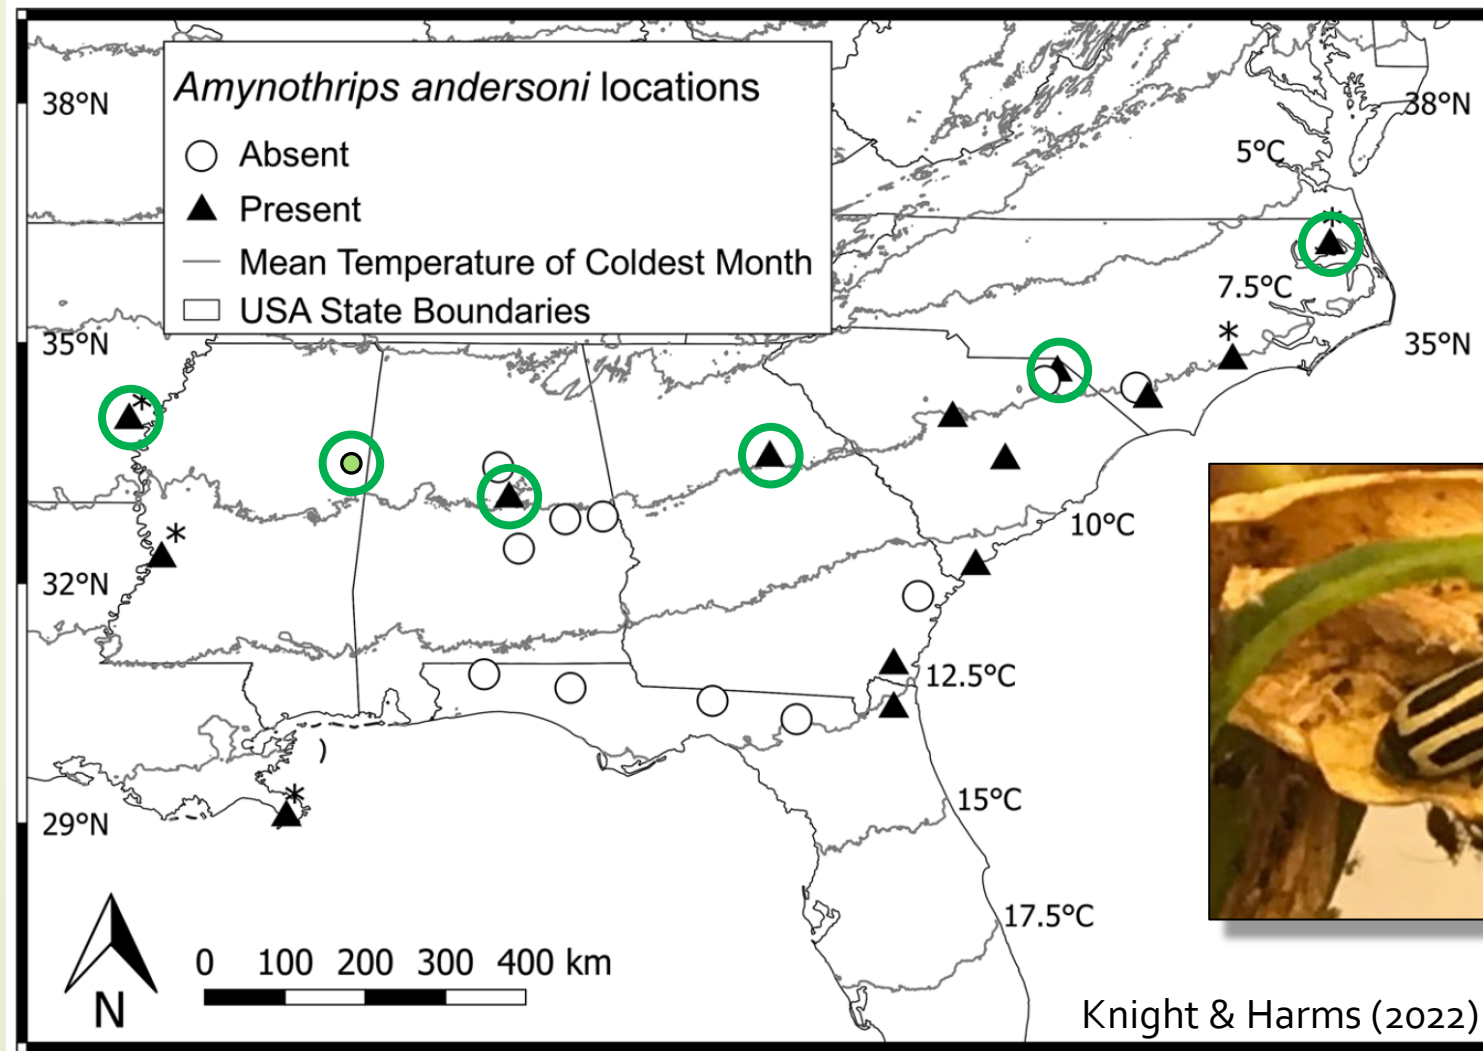 Amynothrips andersoni locations
Absent
Present
Mean Temperature of Coldest Month
USA State Boundaries
38°N
38°N
5°C
7.5°C
35°N
35°N
10°C
32°N
12.5°C
15°C
29°N
17.5°C
0 100 200 300 400 km
N
Knight & Harms (2022)